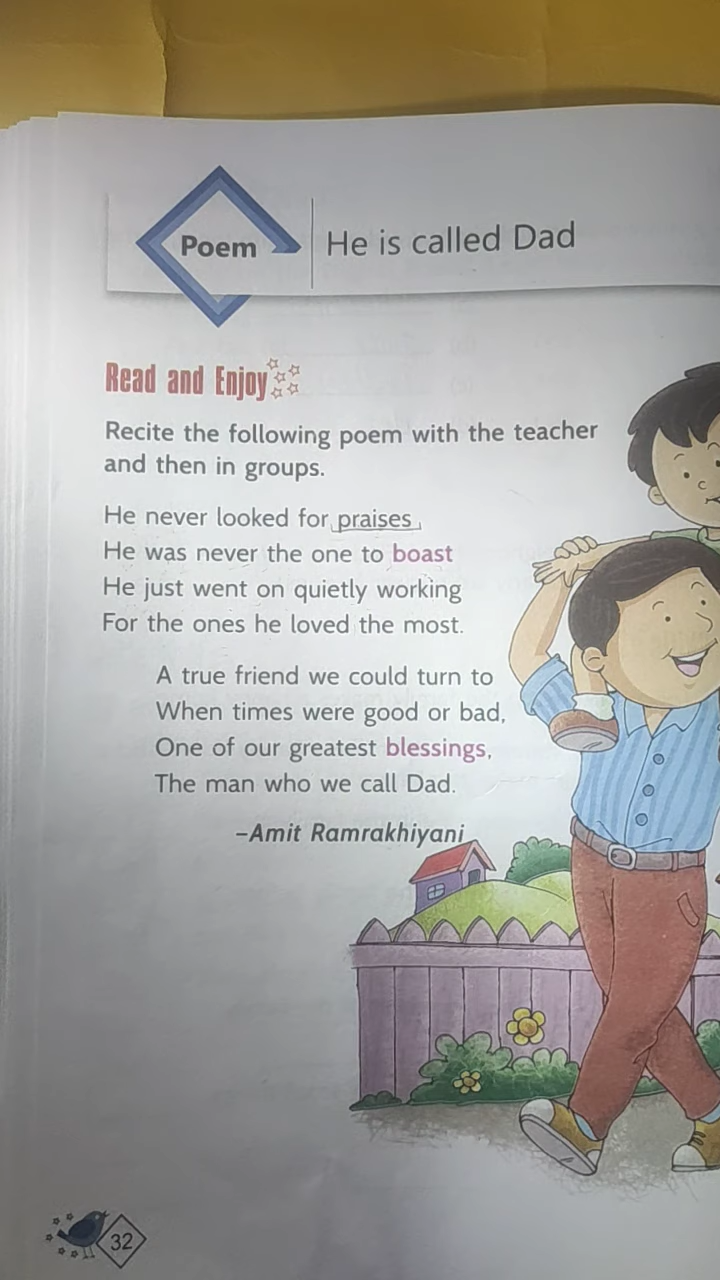 Poem
He is called Dad
Read and Enjoy
Recite the following poem with the teacher
and then in groups.
He never looked for praises,
He was never the one to boast
He just went on quietly working
For the ones he loved the most.
A true friend we could turn to
When times were good or bad,
One of our greatest blessings,
The man who we call Dad.
–Amit Ramrakhiyani
32